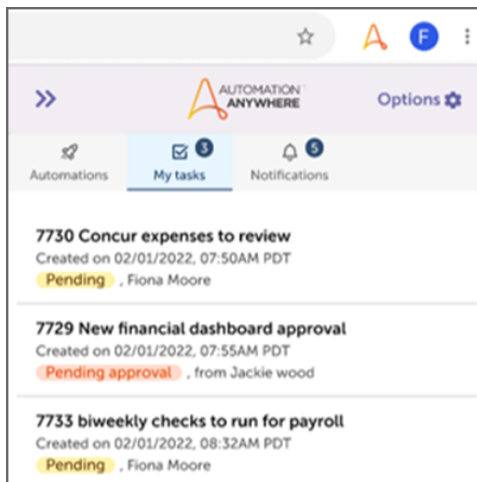 F
AUTOMATION
ANYWHERE
Options
3
5
Automations
My tasks
Notifications
7730 Concur expenses to review
Created on 02/01/2022, 07:50AM PDT
Pending , Fiona Moore
7729 New financial dashboard approval
Created on 02/01/2022, 07:55AM PDT
Pending approval , from Jackie wood
7733 biweekly checks to run for payroll
Created on 02/01/2022, 08:32AM PDT
Pending , Fiona Moore